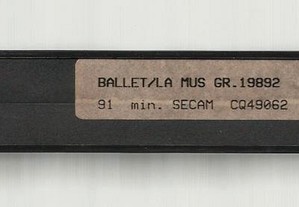 BALLET/LA MUS GR.19892
91 min. SECAM CQ49062